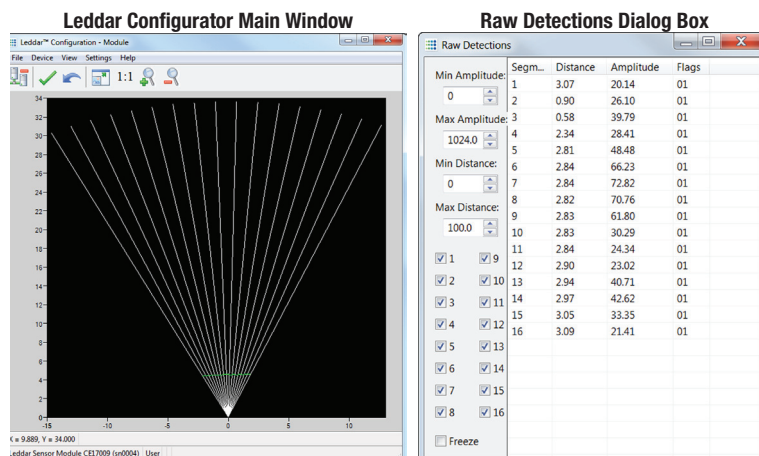 Leddar Configurator Main Window
Leddar™ Configuration - Module
File Device View Settings Help
1:1
34
30
28
26
24
22
20
18
16
14
12
10
8
6
4
2
0
-15 -10 -5 0 5 10
X = 9.889, Y = 34.000
Leddar Sensor Module CE17009 (sn0004) User
Raw Detections Dialog Box
Raw Detections
Min Amplitude:
0
Max Amplitude:
1024.0
Min Distance:
0
Max Distance:
100.0
1 9
2 10
3 11
4 12
5 13
6 14
7 15
8 16
Freeze
Segm... Distance Amplitude Flags
1 3.07 20.14 01
2 0.90 26.10 01
3 0.58 39.79 01
4 2.34 28.41 01
5 2.81 48.48 01
6 2.84 66.23 01
7 2.84 72.82 01
8 2.82 70.76 01
9 2.83 61.80 01
10 2.83 30.29 01
11 2.84 24.34 01
12 2.90 23.02 01
13 2.94 40.71 01
14 2.97 42.62 01
15 3.05 33.35 01
16 3.09 21.41 01